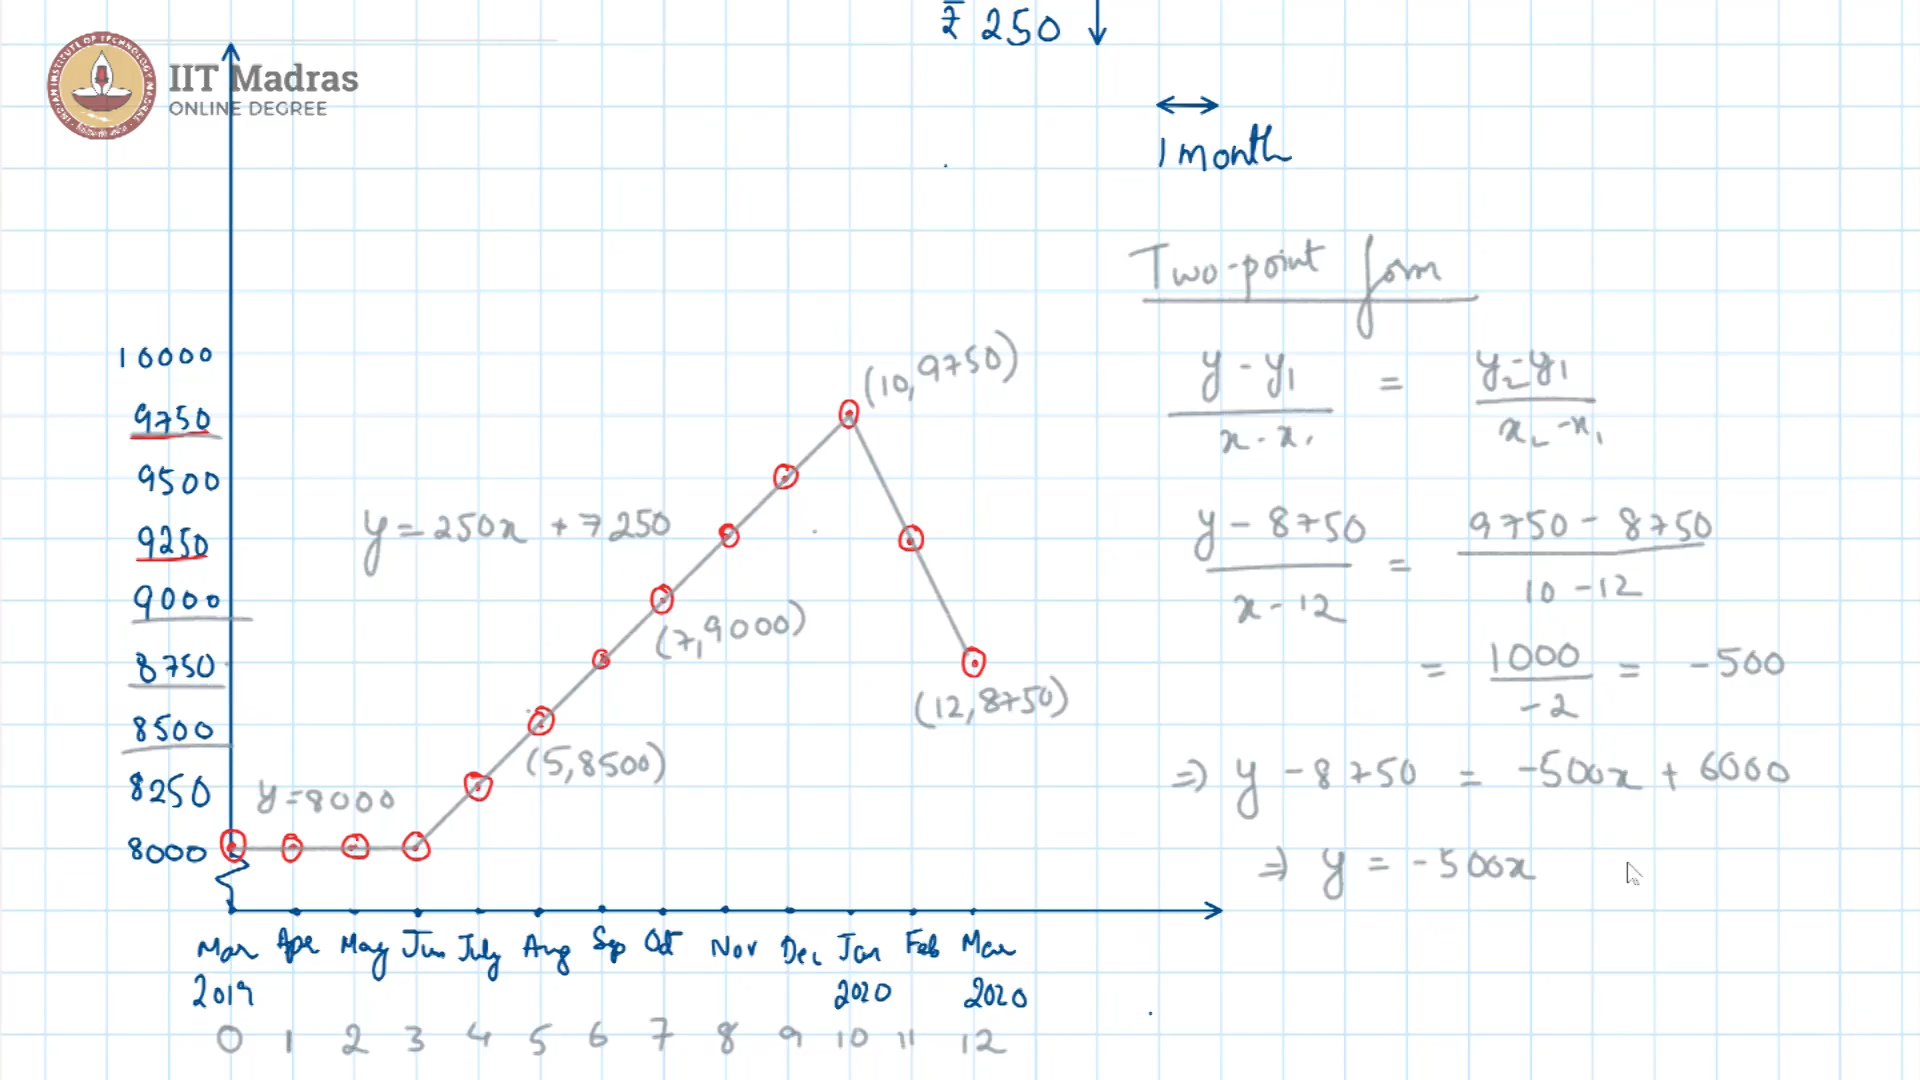 ₹ 250 ↓
IIT Madras
ONLINE DEGREE
1 month
Two-point form
y - y₁ / x - x₁ = y₂ - y₁ / x₂ - x₁
y - 8750 / x - 12 = 9750 - 8750 / 10 - 12
= 1000 / -2 = -500
⇒ y - 8750 = -500x + 6000
⇒ y = -500x
16000
9750
9500
9250
9000
8750
8500
8250
8000
(10, 9750)
y = 250x + 7250
(7, 9000)
(12, 8750)
(5, 8500)
y = 8000
Mar Apr May Jun July Aug Sep Oct Nov Dec Jan Feb Mar
2019 2020 2020
0 1 2 3 4 5 6 7 8 9 10 11 12